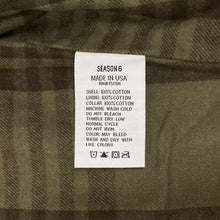 SEASON 6
MADE IN USA
SHELL: 100% COTTON
LINING: 100% COTTON
COLLAR: 100% COTTON
MACHINE WASH COLD
DO NOT BLEACH
TUMBLE DRY LOW
NORMAL CYCLE
DO NOT IRON
COLOR MAY BLEED
WASH AND DRY WITH
LIKE COLORS